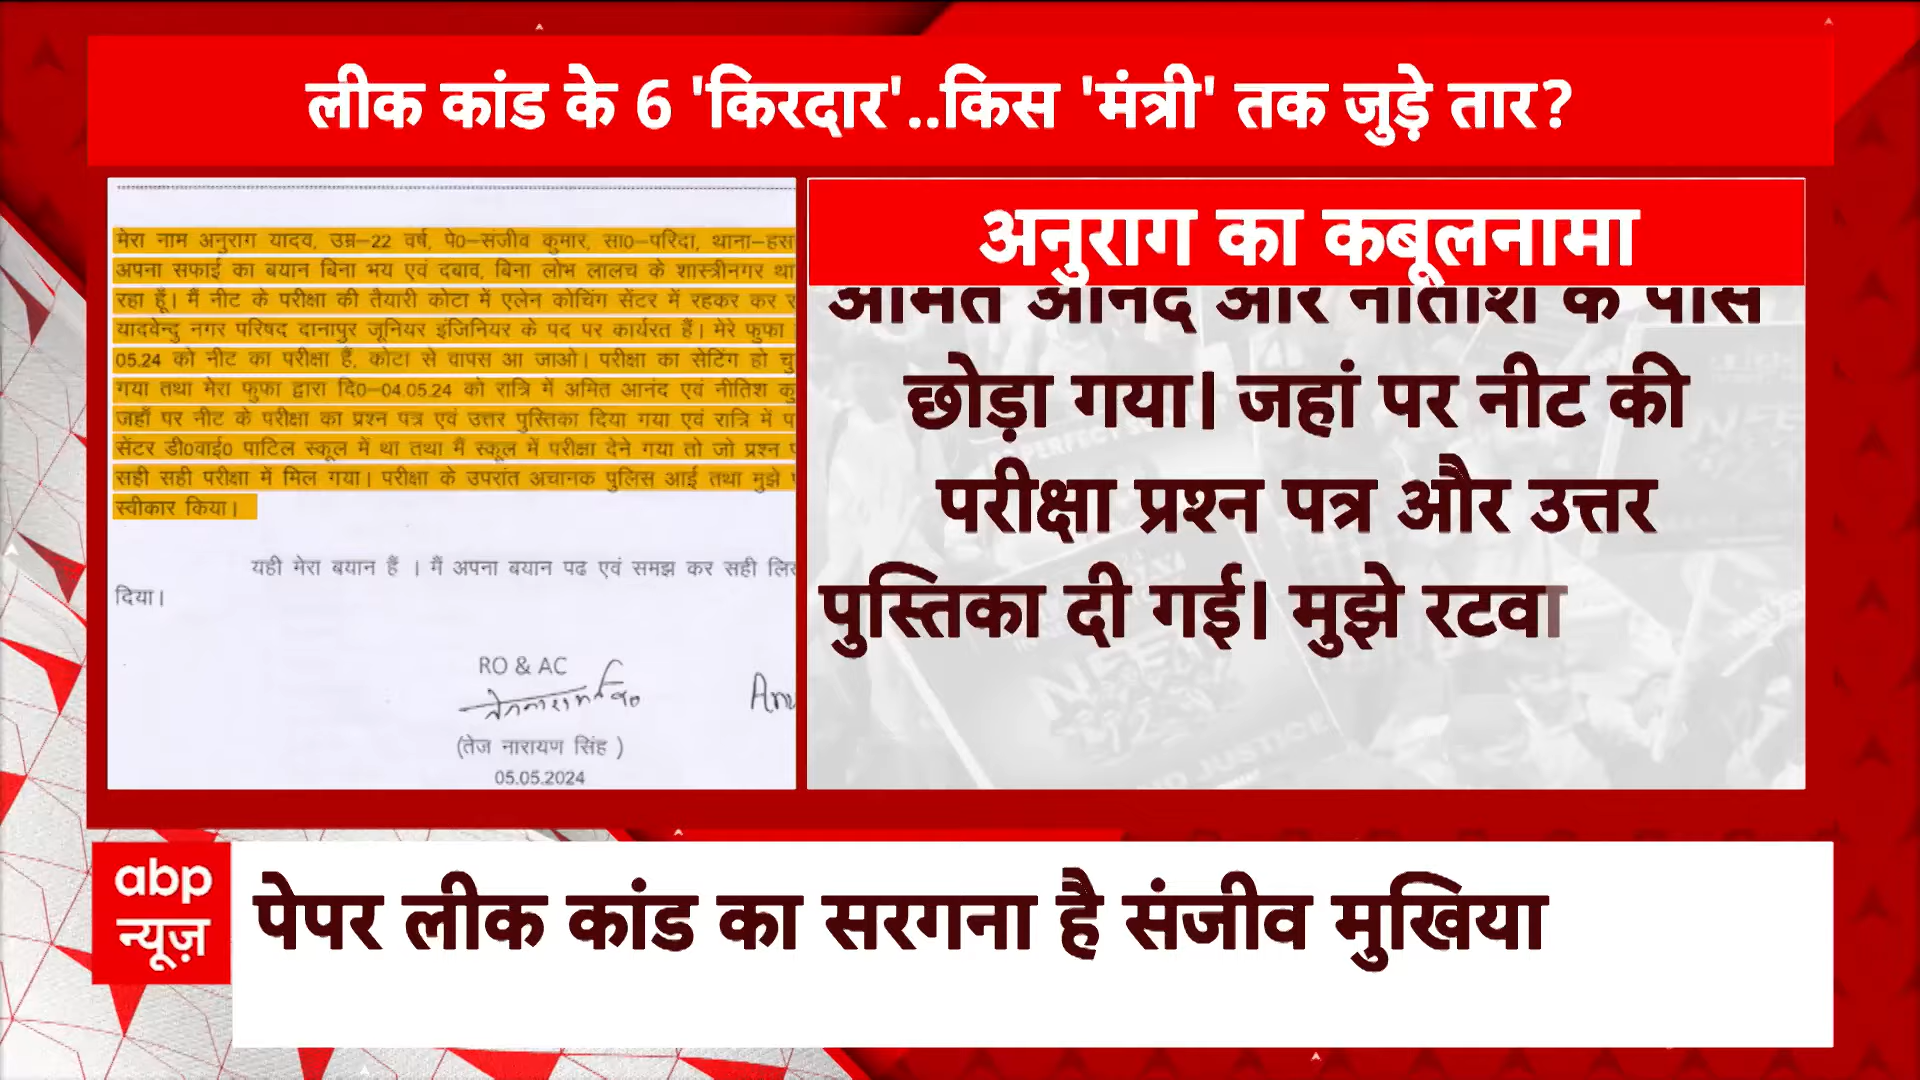 लीक कांड के 6 'किरदार'..किस 'मंत्री' तक जुड़े तार?
मेरा नाम अनुराग यादव, उम्र–22 वर्ष, पे0–संजीव कुमार, सा0–परिदा, थाना–हस
अपना सफाई का बयान बिना भय एवं दबाव, बिना लोभ लालच के शास्त्रीनगर था
रहा हूँ। मैं नीट के परीक्षा की तैयारी कोटा में एलेन कोचिंग सेंटर में रहकर कर
यादवेन्दु नगर परिषद दानापुर जूनियर इंजिनियर के पद पर कार्यरत हैं। मेरे फुफा
05.24 को नीट का परीक्षा हैं, कोटा से वापस आ जाओ। परीक्षा का सेटिंग हो
गया तथा मेरा फुफा द्वारा दि0–04.05.24 को रात्रि में अमित आनंद एवं नीतिश
जहाँ पर नीट के परीक्षा का प्रश्न पत्र एवं उत्तर पुस्तिका दिया गया एवं रात्रि में
सेंटर डी0वाई0 पाटिल स्कूल में था तथा मैं स्कूल में परीक्षा देने गया तो जो प्रश्न
सही सही परीक्षा में मिल गया। परीक्षा के उपरांत अचानक पुलिस आई तथा मुझे
स्वीकार किया।
यही मेरा बयान हैं । मैं अपना बयान पढ एवं समझ कर सही
दिया।
RO & AC
(तेज नारायण सिंह )
05.05.2024
अनुराग का कबूलनामा
अमित आनंद और नीतीश के पास
छोड़ा गया। जहां पर नीट की
परीक्षा प्रश्न पत्र और उत्तर
पुस्तिका दी गई। मुझे रटवा
abp
न्यूज़
पेपर लीक कांड का सरगना है संजीव मुखिया